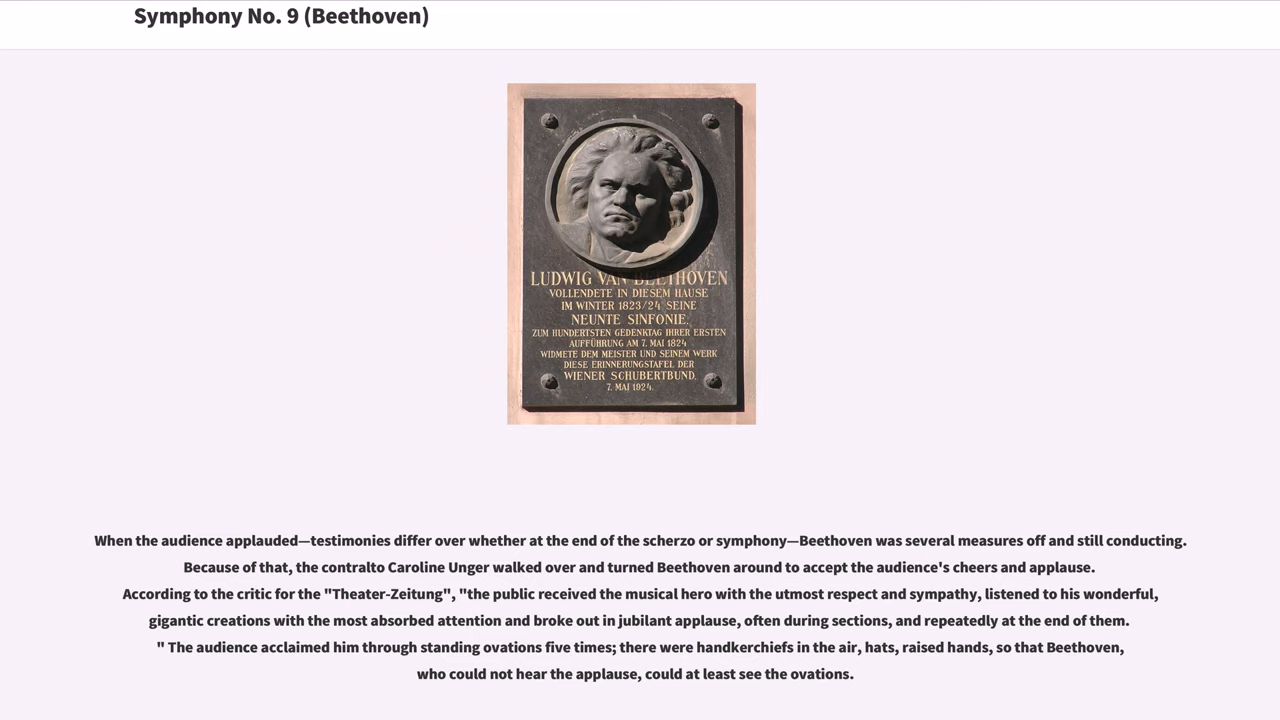 Symphony No. 9 (Beethoven)
LUDWIG VAN BEETHOVEN
VOLLENDETE IN DIESEM HAUSE
IM WINTER 1823/24 SEINE
NEUNTE SINFONIE.
ZUM HUNDERTSTEN GEDENKTAG IHRER ERSTEN
AUFFÜHRUNG AM 7. MAI 1824
WIDMETE DEM MEISTER UND SEINEM WERK
DIESE ERINNERUNGSTAFEL DER
WIENER SCHUBERTBUND.
7. MAI 1924.
When the audience applauded—testimonies differ over whether at the end of the scherzo or symphony—Beethoven was several measures off and still conducting.
Because of that, the contralto Caroline Unger walked over and turned Beethoven around to accept the audience's cheers and applause.
According to the critic for the "Theater-Zeitung", "the public received the musical hero with the utmost respect and sympathy, listened to his wonderful,
gigantic creations with the most absorbed attention and broke out in jubilant applause, often during sections, and repeatedly at the end of them.
" The audience acclaimed him through standing ovations five times; there were handkerchiefs in the air, hats, raised hands, so that Beethoven,
who could not hear the applause, could at least see the ovations.